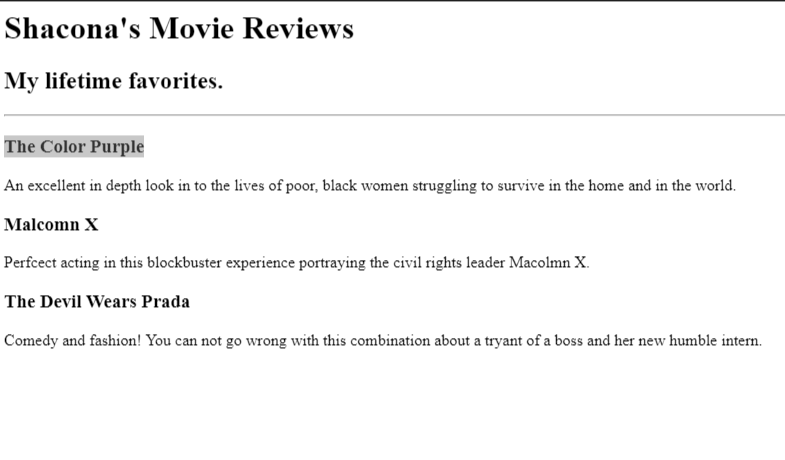 Shacona's Movie Reviews
My lifetime favorites.
The Color Purple
An excellent in depth look in to the lives of poor, black women struggling to survive in the home and in the world.
Malcomn X
Perfcect acting in this blockbuster experience portraying the civil rights leader Macolmn X.
The Devil Wears Prada
Comedy and fashion! You can not go wrong with this combination about a tryant of a boss and her new humble intern.